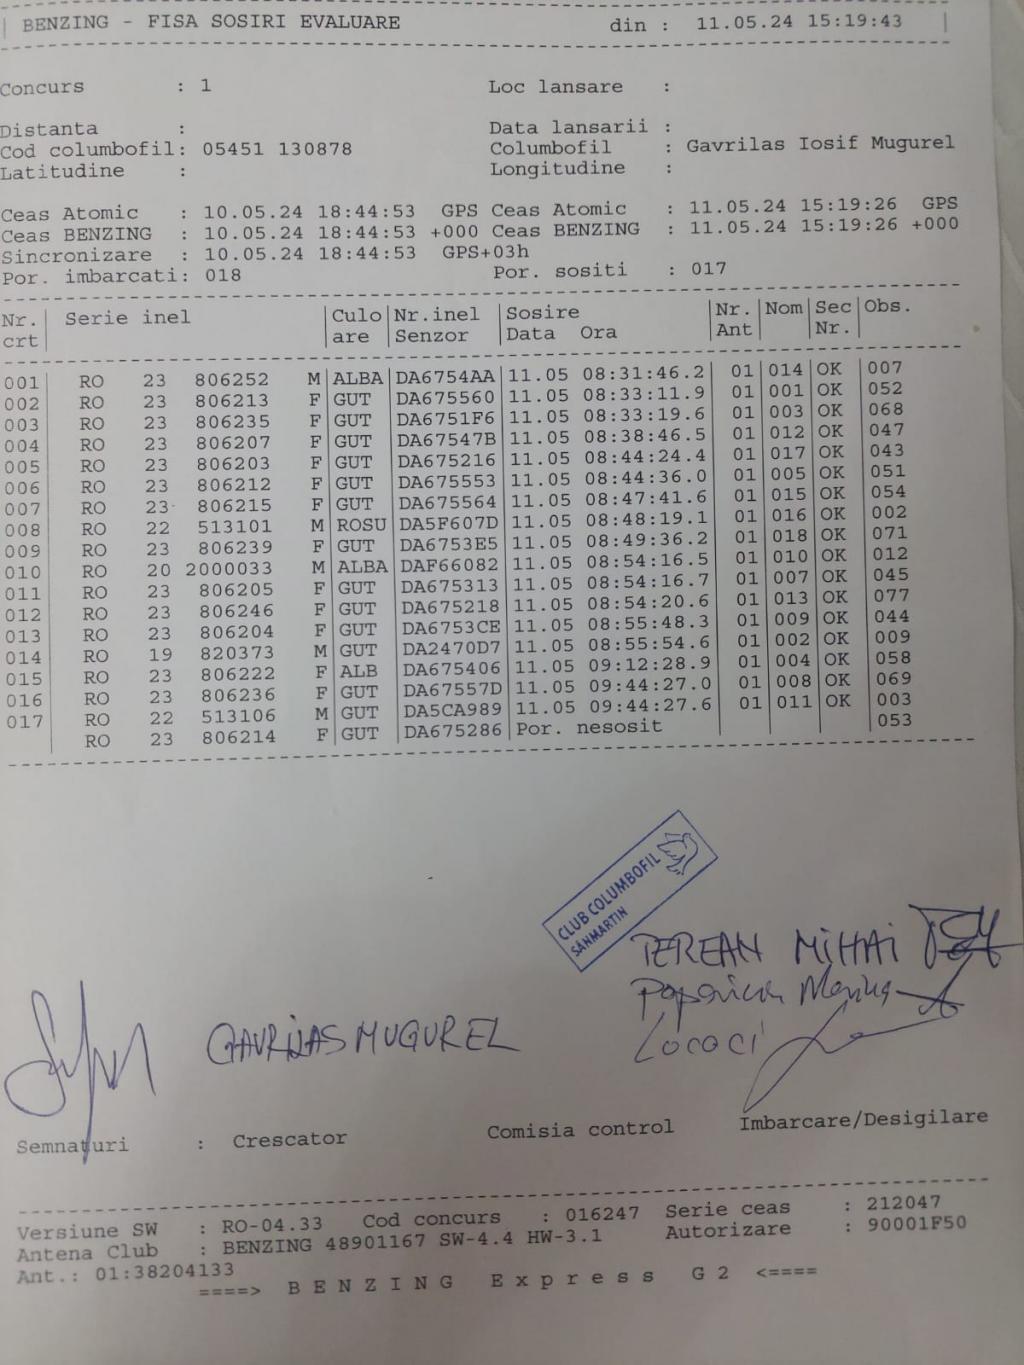 BENZING - FISA SOSIRI EVALUARE din : 11.05.24 15:19:43
Concurs : 1 Loc lansare :
Distanta : Data lansarii :
Cod columbofil: 05451 130878 Columbofil : Gavrilas Iosif Mugurel
Latitudine : Longitudine :
Ceas Atomic : 10.05.24 18:44:53 GPS Ceas Atomic : 11.05.24 15:19:26 GPS
Ceas BENZING : 10.05.24 18:44:53 +000 Ceas BENZING : 11.05.24 15:19:26 +000
Sincronizare : 10.05.24 18:44:53 GPS+03h
Por. imbarcati: 018 Por. sositi : 017
Nr. | Serie inel | Culo | Nr.inel | Sosire | Nr. | Nom | Sec | Obs.
crt | | are | Senzor | Data Ora | Ant | | Nr. |
001 RO 23 806252 M ALBA DA6754AA 11.05 08:31:46.2 01 014 OK 007
002 RO 23 806213 F GUT DA675560 11.05 08:33:11.9 01 001 OK 052
003 RO 23 806235 F GUT DA6751F6 11.05 08:33:19.6 01 003 OK 068
004 RO 23 806207 F GUT DA67547B 11.05 08:38:46.5 01 012 OK 047
005 RO 23 806203 F GUT DA675216 11.05 08:44:24.4 01 017 OK 043
006 RO 23 806212 F GUT DA675553 11.05 08:44:36.0 01 005 OK 051
007 RO 23 806215 F GUT DA675564 11.05 08:47:41.6 01 015 OK 054
008 RO 22 513101 M ROSU DA5F607D 11.05 08:48:19.1 01 016 OK 002
009 RO 23 806239 F GUT DA6753E5 11.05 08:49:36.2 01 018 OK 071
010 RO 20 2000033 M ALBA DAF66082 11.05 08:54:16.5 01 010 OK 012
011 RO 23 806205 F GUT DA675313 11.05 08:54:16.7 01 007 OK 045
012 RO 23 806246 F GUT DA675218 11.05 08:54:20.6 01 013 OK 077
013 RO 23 806204 F GUT DA6753CE 11.05 08:55:48.3 01 009 OK 044
014 RO 19 820373 M GUT DA2470D7 11.05 08:55:54.6 01 002 OK 009
015 RO 23 806222 F ALB DA675406 11.05 09:12:28.9 01 004 OK 058
016 RO 23 806236 F GUT DA67557D 11.05 09:44:27.0 01 008 OK 069
017 RO 22 513106 M GUT DA5CA989 11.05 09:44:27.6 01 011 OK 003
RO 23 806214 F GUT DA675286 Por. nesosit 053
CLUB COLUMBOFIL
SÂNMARTIN
TEREAN MIHAI
GAVRILAS MUGUREL
Semnaturi : Crescator Comisia control Imbarcare/Desigilare
Versiune SW : RO-04.33 Cod concurs : 016247 Serie ceas : 212047
Antena Club : BENZING 48901167 SW-4.4 HW-3.1 Autorizare : 90001F50
Ant.: 01:38204133
====> B E N Z I N G E x p r e s s G 2 <====